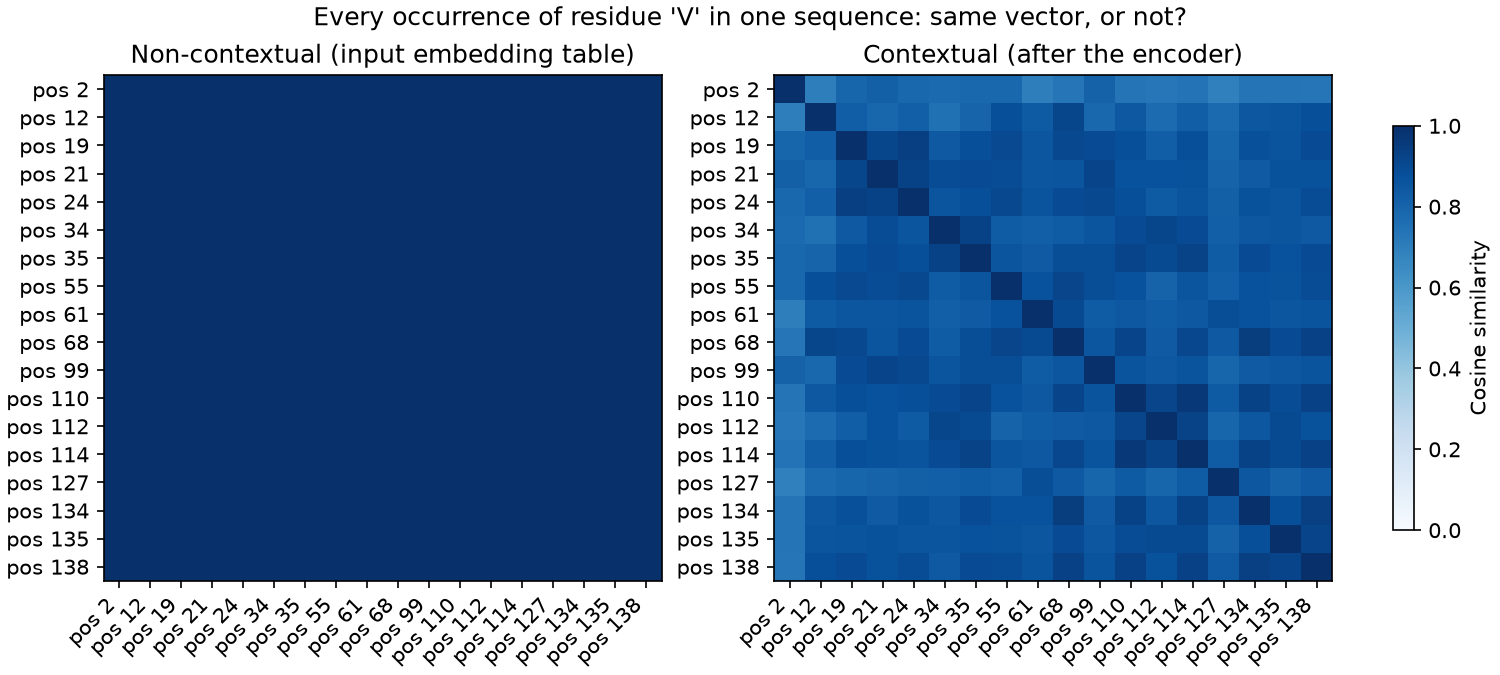 Every occurrence of residue 'V' in one sequence: same vector, or not?
Non-contextual (input embedding table)
pos 2
pos 12
pos 19
pos 21
pos 24
pos 34
pos 35
pos 55
pos 61
pos 68
pos 99
pos 110
pos 112
pos 114
pos 127
pos 134
pos 135
pos 138
pos 2
pos 12
pos 19
pos 21
pos 24
pos 34
pos 35
pos 55
pos 61
pos 68
pos 99
pos 110
pos 112
pos 114
pos 127
pos 134
pos 135
pos 138
Contextual (after the encoder)
pos 2
pos 12
pos 19
pos 21
pos 24
pos 34
pos 35
pos 55
pos 61
pos 68
pos 99
pos 110
pos 112
pos 114
pos 127
pos 134
pos 135
pos 138
pos 2
pos 12
pos 19
pos 21
pos 24
pos 34
pos 35
pos 55
pos 61
pos 68
pos 99
pos 110
pos 112
pos 114
pos 127
pos 134
pos 135
pos 138
1.0
0.8
0.6
0.4
0.2
0.0
Cosine similarity